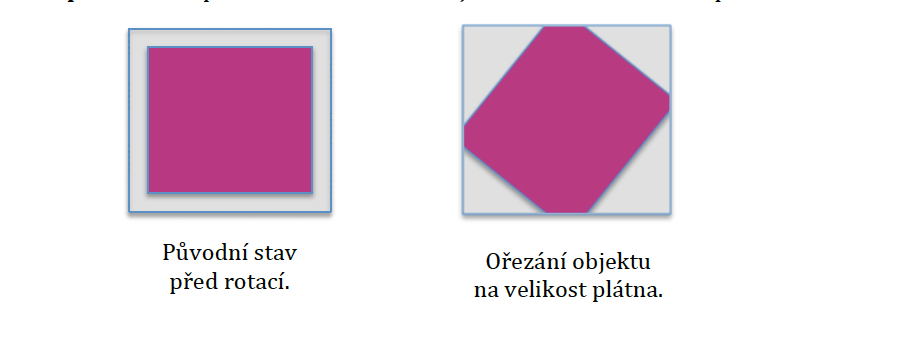 Původní stav
před rotací.
Ořezání objektu
na velikost plátna.